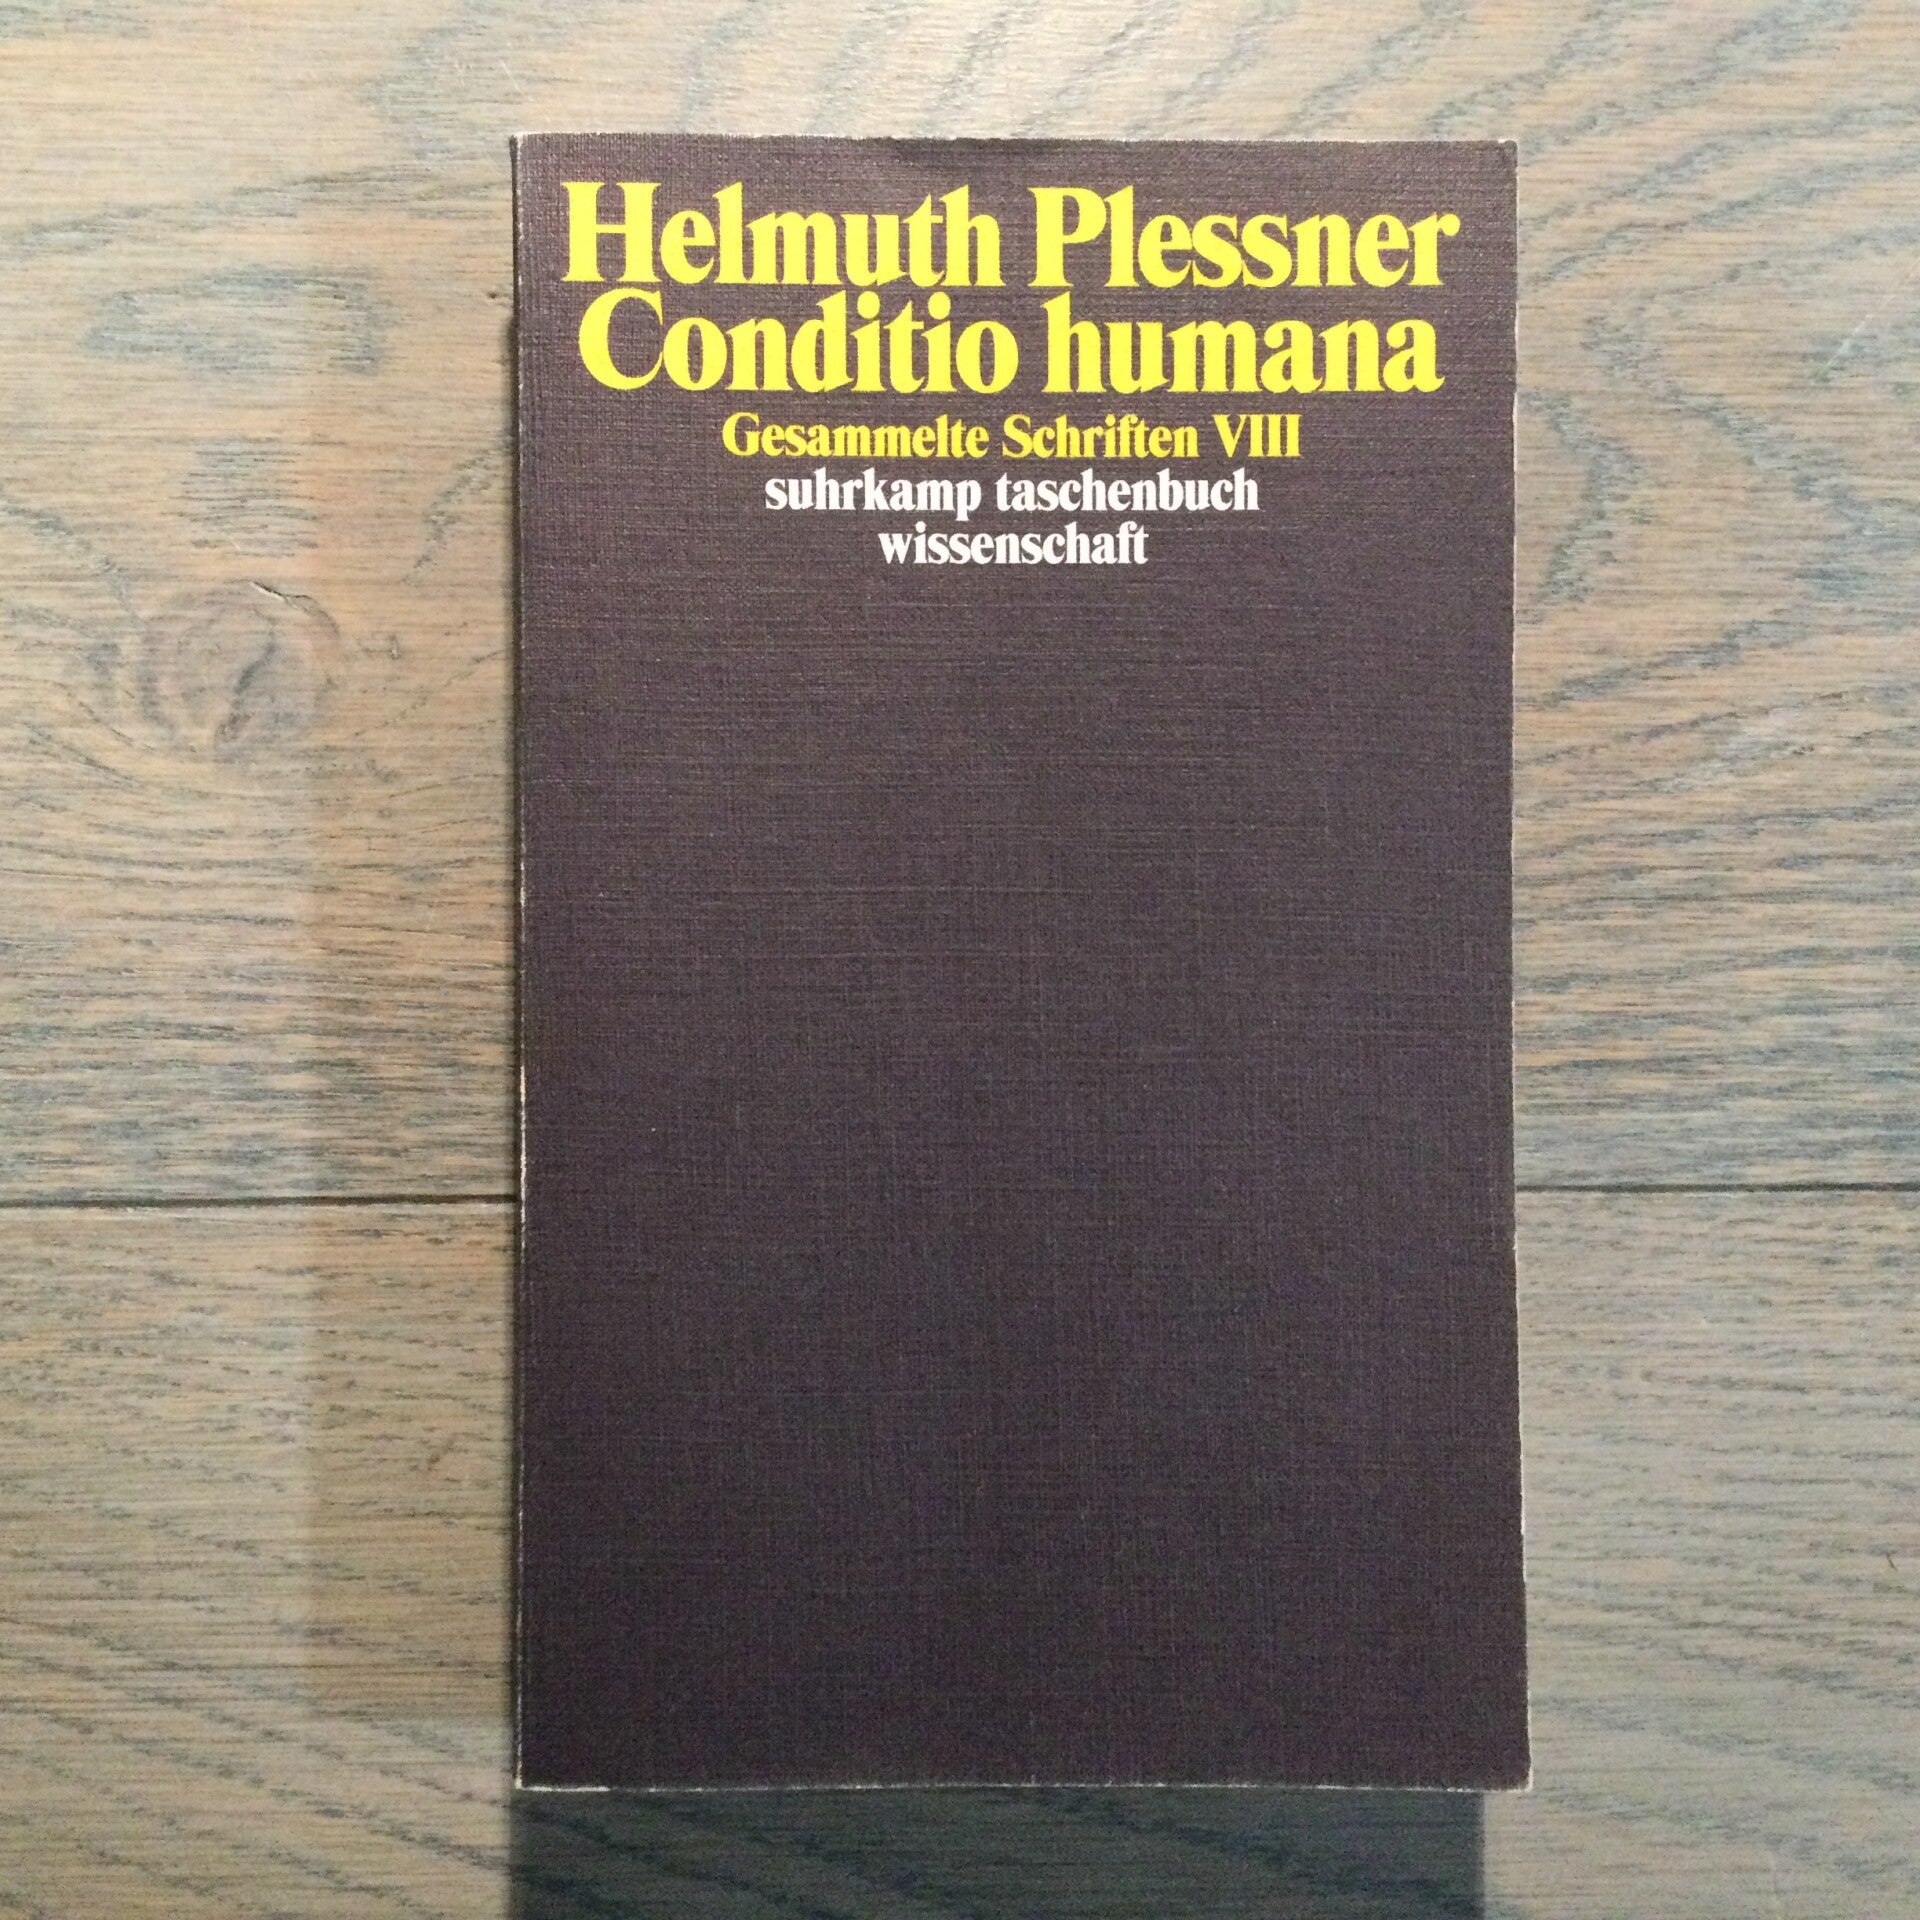 Helmuth Plessner
Conditio humana
Gesammelte Schriften VIII
suhrkamp taschenbuch
wissenschaft